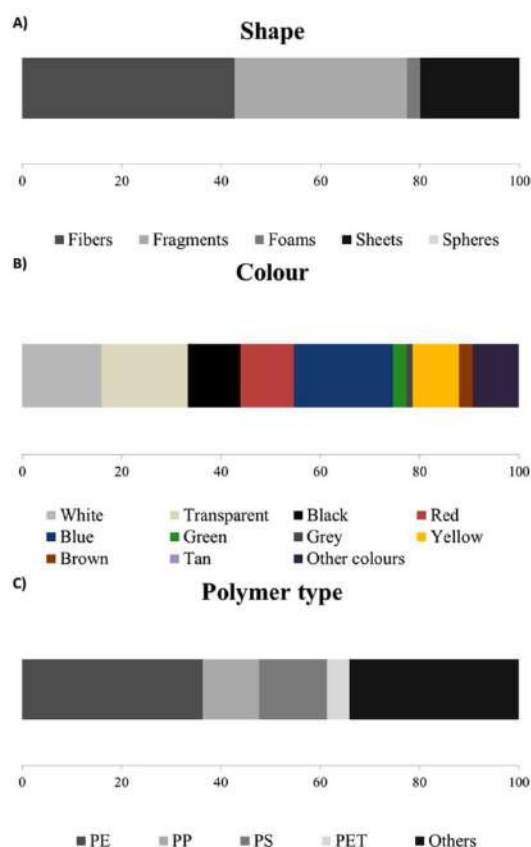 A)
Shape
0 20 40 60 80 100
Fibers Fragments Foams Sheets Spheres
B)
Colour
0 20 40 60 80 100
White Transparent Black Red
Blue Green Grey Yellow
Brown Tan Other colours
C)
Polymer type
0 20 40 60 80 100
PE PP PS PET Others